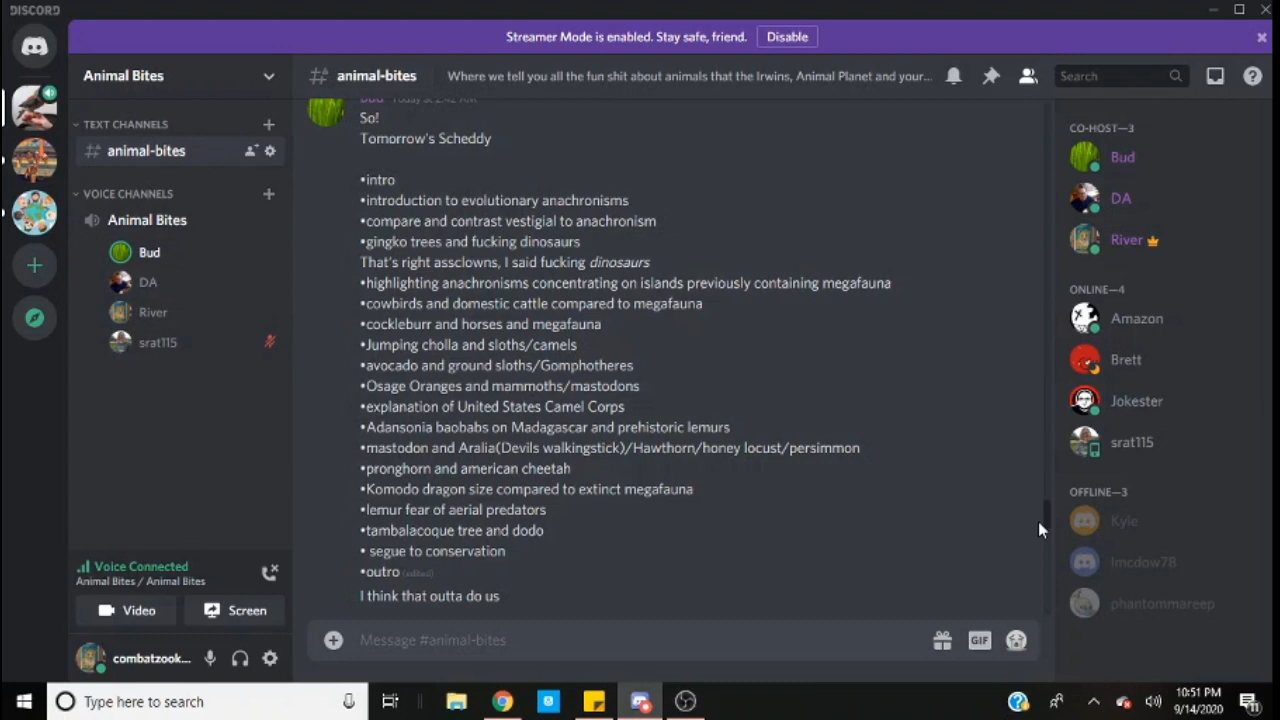 DISCORD
Streamer Mode is enabled. Stay safe, friend. Disable
Animal Bites
# animal-bites Where we tell you all the fun shit about animals that the Irwins, Animal Planet and your... Search
TEXT CHANNELS
# animal-bites
VOICE CHANNELS
Animal Bites
Bud
DA
River
srat115
Voice Connected
Animal Bites / Animal Bites
Video Screen
combatzook...
Bud Today at 2:42 AM
So!
Tomorrow's Scheddy
•intro
•introduction to evolutionary anachronisms
•compare and contrast vestigial to anachronism
•gingko trees and fucking dinosaurs
That's right assclowns, I said fucking dinosaurs
•highlighting anachronisms concentrating on islands previously containing megafauna
•cowbirds and domestic cattle compared to megafauna
•cockleburr and horses and megafauna
•Jumping cholla and sloths/camels
•avocado and ground sloths/Gomphotheres
•Osage Oranges and mammoths/mastodons
•explanation of United States Camel Corps
•Adansonia baobabs on Madagascar and prehistoric lemurs
•mastodon and Aralia(Devils walkingstick)/Hawthorn/honey locust/persimmon
•pronghorn and american cheetah
•Komodo dragon size compared to extinct megafauna
•lemur fear of aerial predators
•tambalacoque tree and dodo
• segue to conservation
•outro (edited)
I think that outta do us
Message #animal-bites
GIF
CO-HOST—3
Bud
DA
River
ONLINE—4
Amazon
Brett
Jokester
srat115
OFFLINE—3
Kyle
lmcdow78
phantommareep
Type here to search
10:51 PM
9/14/2020
11